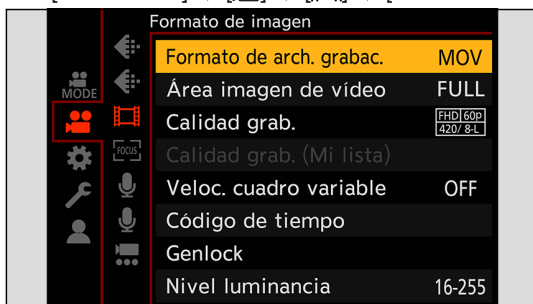 Formato de imagen
Formato de arch. grabac. MOV
MODE
Área imagen de vídeo FULL
Calidad grab. FHD 60p
420/ 8-L
FOCUS
Calidad grab. (Mi lista)
Veloc. cuadro variable OFF
Código de tiempo
Genlock
Nivel luminancia 16-255